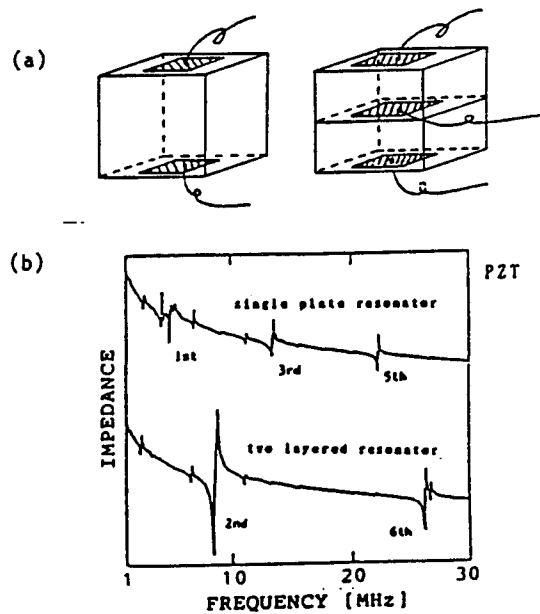 (a)
(b)
PZT
single plate resonator
1st
3rd
5th
IMPEDANCE
two layered resonator
2nd
6th
1 10 20 30
FREQUENCY [MHz]